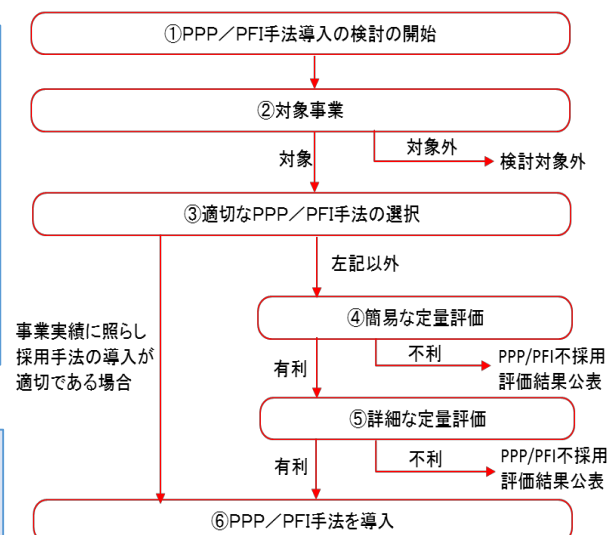 ①PPP／PFI手法導入の検討の開始
②対象事業
対象
対象外
検討対象外
③適切なPPP／PFI手法の選択
左記以外
事業実績に照らし
採用手法の導入が
適切である場合
④簡易な定量評価
有利
不利
PPP/PFI不採用
評価結果公表
⑤詳細な定量評価
有利
不利
PPP/PFI不採用
評価結果公表
⑥PPP／PFI手法を導入